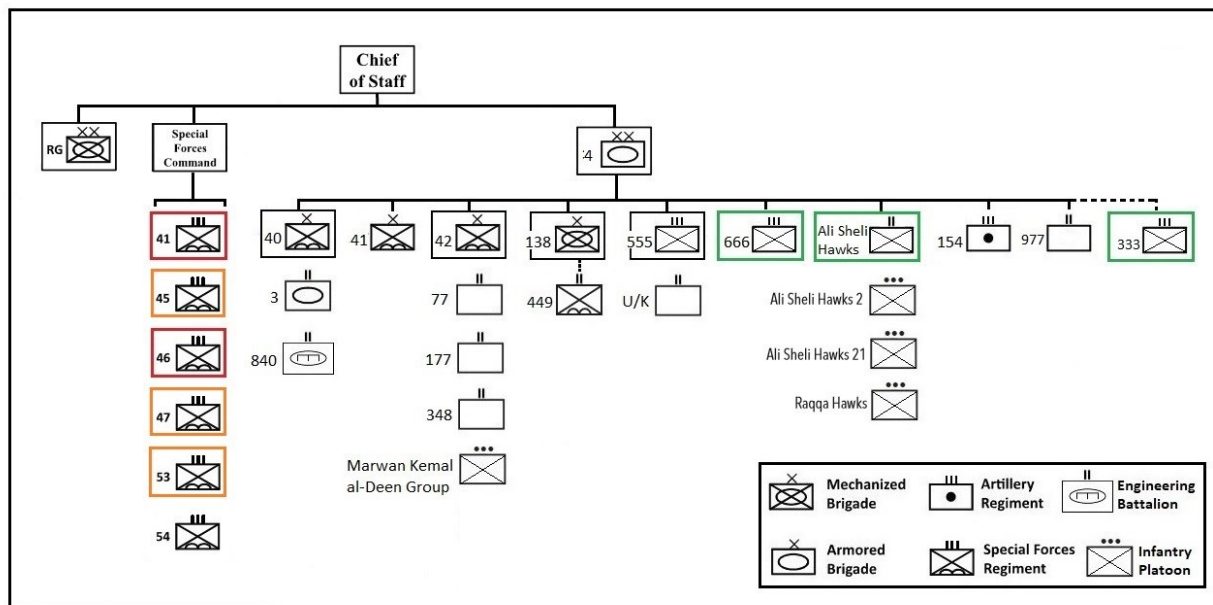 Chief
of Staff
RG
Special
Forces
Command
:4
41
40
41
42
138
555
666
Ali Sheli
Hawks
154
977
333
45
3
77
449
U/K
Ali Sheli Hawks 2
46
840
177
Ali Sheli Hawks 21
47
348
Raqqa Hawks
53
Marwan Kemal
al-Deen Group
54
Mechanized
Brigade
Artillery
Regiment
Engineering
Battalion
Armored
Brigade
Special Forces
Regiment
Infantry
Platoon